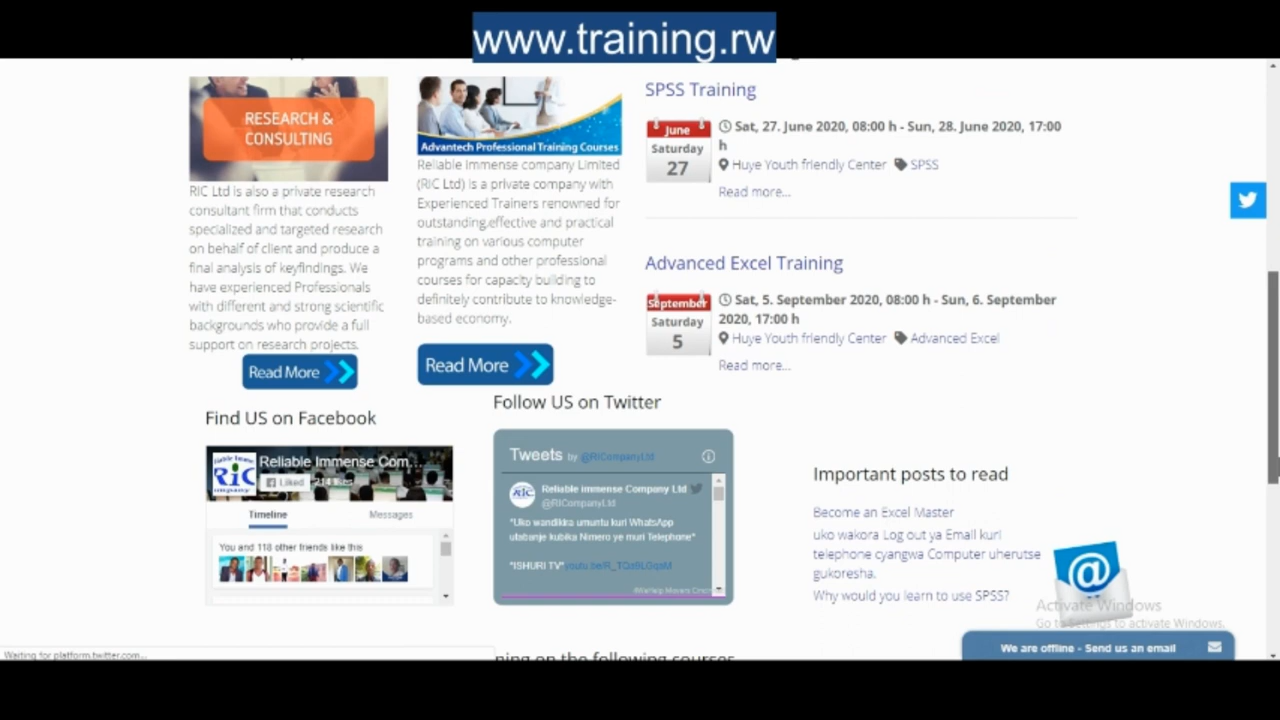 www.training.rw
RESEARCH &
CONSULTING
RIC Ltd is also a private research
consultant firm that conducts
specialized and targeted research
on behalf of client and produce a
final analysis of keyfindings. We
have experienced Professionals
with different and strong scientific
backgrounds who provide a full
support on research projects.
Read More
Advantech Professional Training Courses
Reliable Immense company Limited
(RIC Ltd) is a private company with
Experienced Trainers renowned for
outstanding,effective and practical
training on various computer
programs and other professional
courses for capacity building to
definitely contribute to knowledge-
based economy.
Read More
SPSS Training
June
Saturday
27
Sat, 27. June 2020, 08:00 h - Sun, 28. June 2020, 17:00
h
Huye Youth friendly Center SPSS
Read more...
Advanced Excel Training
September
Saturday
5
Sat, 5. September 2020, 08:00 h - Sun, 6. September
2020, 17:00 h
Huye Youth friendly Center Advanced Excel
Read more...
Find US on Facebook
RIC
company
Reliable Immense Com...
Liked 214 likes
Timeline Messages
You and 118 other friends like this
Follow US on Twitter
Tweets by @RICompanyLtd
Reliable immense Company Ltd
@RICompanyLtd
"Uko wandikira umuntu kuri WhatsApp
utabanje kubika Nimero ye muri Telephone"
"ISHURI TV"
Important posts to read
Become an Excel Master
uko wakora Log out ya Email kuri
telephone cyangwa Computer uherutse
gukoresha.
Why would you learn to use SPSS?
@
Activate Windows
Go to Settings to activate Windows.
We are offline - Send us an email
Waiting for platform.twitter.com...
ning on the following courses